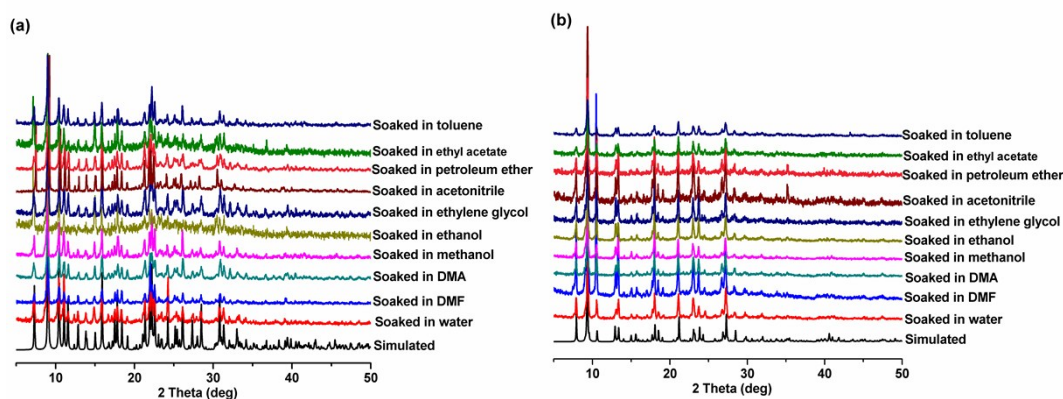 (a)
Soaked in toluene
Soaked in ethyl acetate
Soaked in petroleum ether
Soaked in acetonitrile
Soaked in ethylene glycol
Soaked in ethanol
Soaked in methanol
Soaked in DMA
Soaked in DMF
Soaked in water
Simulated
10 20 30 40 50
2 Theta (deg)
(b)
Soaked in toluene
Soaked in ethyl acetate
Soaked in petroleum ether
Soaked in acetonitrile
Soaked in ethylene glycol
Soaked in ethanol
Soaked in methanol
Soaked in DMA
Soaked in DMF
Soaked in water
Simulated
10 20 30 40 50
2 Theta (deg)